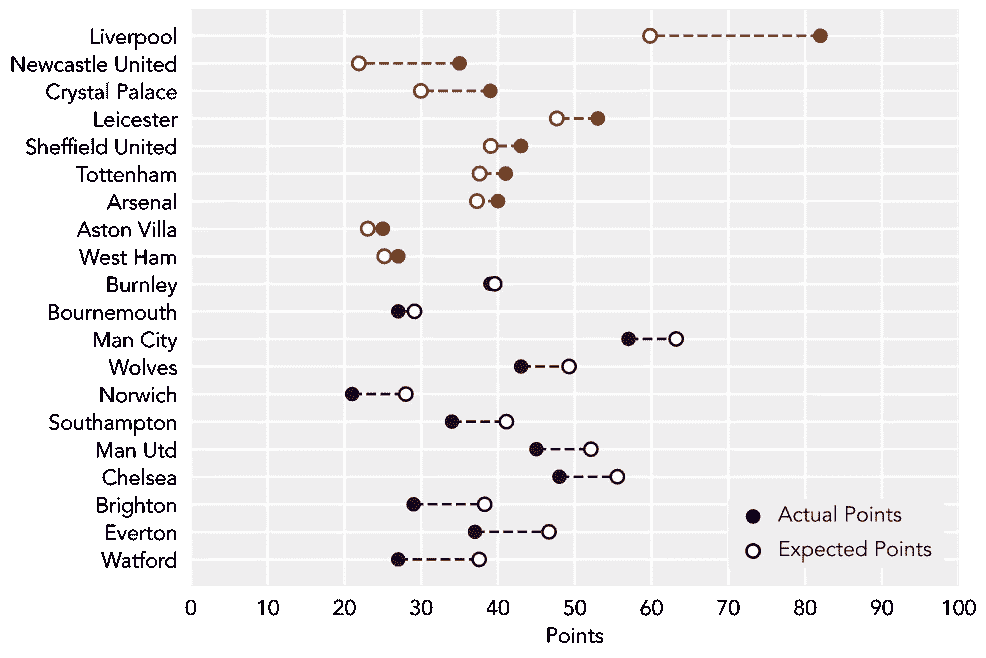 Liverpool
Newcastle United
Crystal Palace
Leicester
Sheffield United
Tottenham
Arsenal
Aston Villa
West Ham
Burnley
Bournemouth
Man City
Wolves
Norwich
Southampton
Man Utd
Chelsea
Brighton
Everton
Watford
Actual Points
Expected Points
0 10 20 30 40 50 60 70 80 90 100
Points